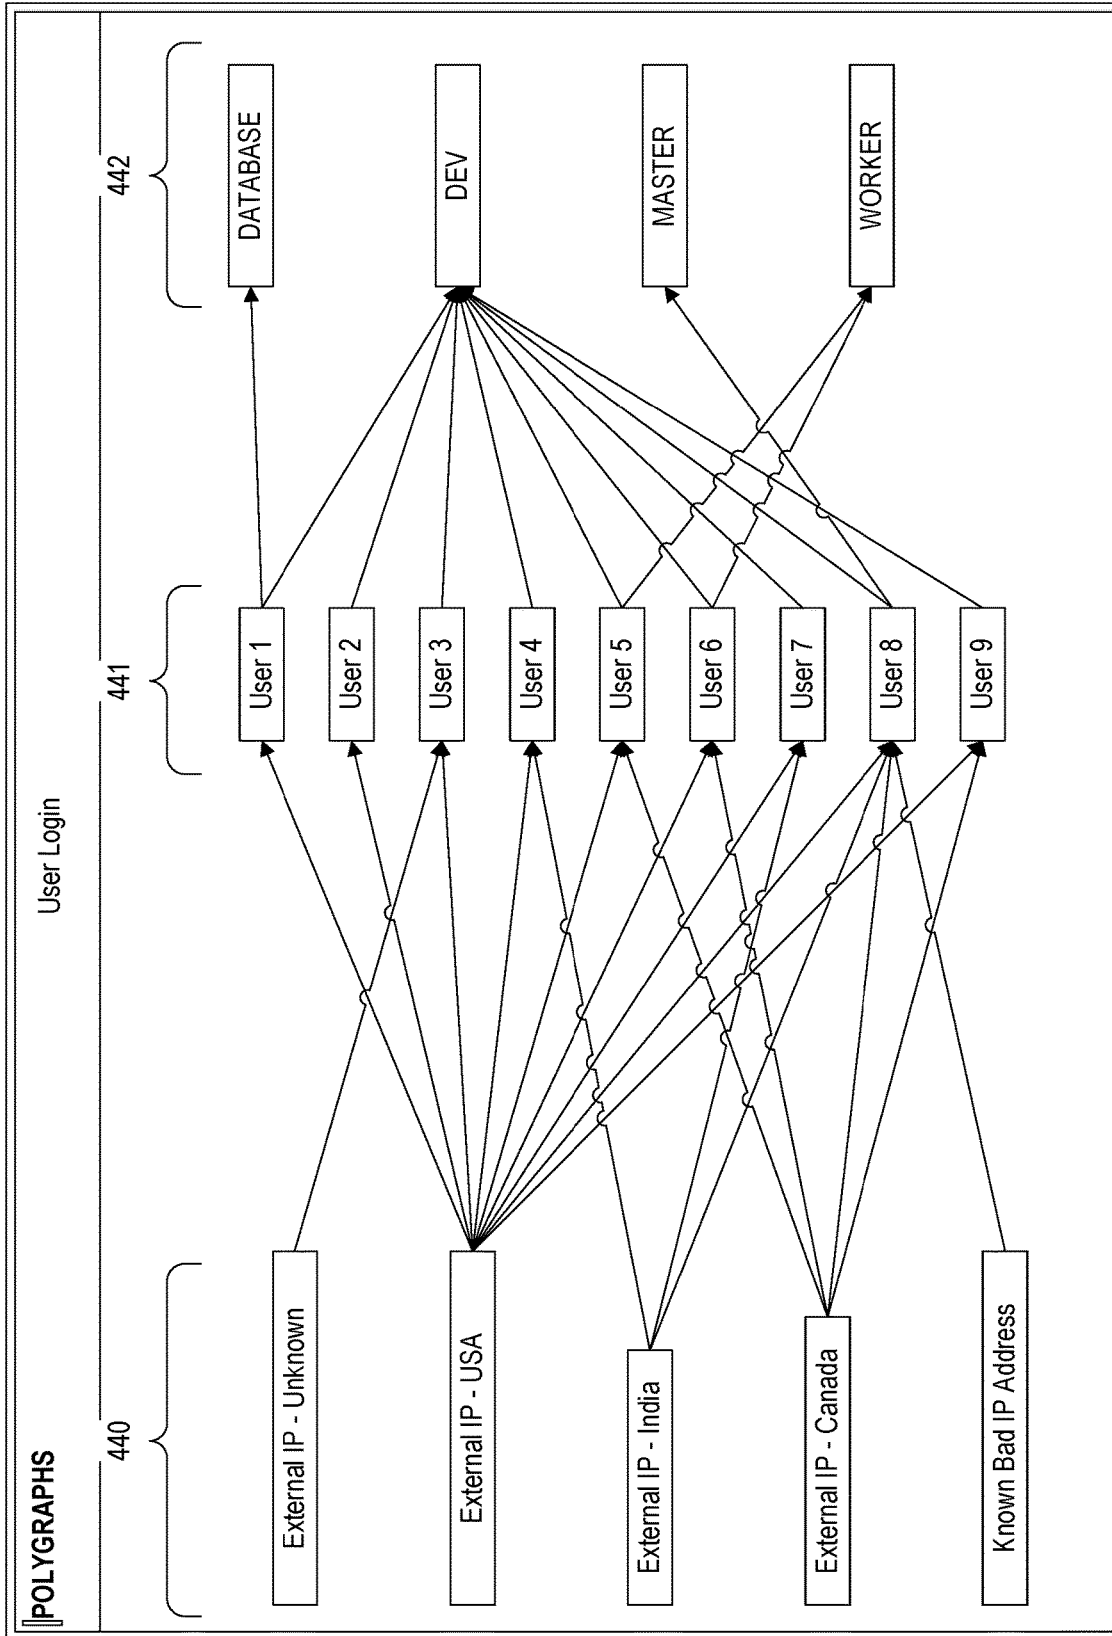 POLYGRAPHS
User Login
440
441
442
External IP - Unknown
External IP - USA
External IP - India
External IP - Canada
Known Bad IP Address
User 1
User 2
User 3
User 4
User 5
User 6
User 7
User 8
User 9
DATABASE
DEV
MASTER
WORKER